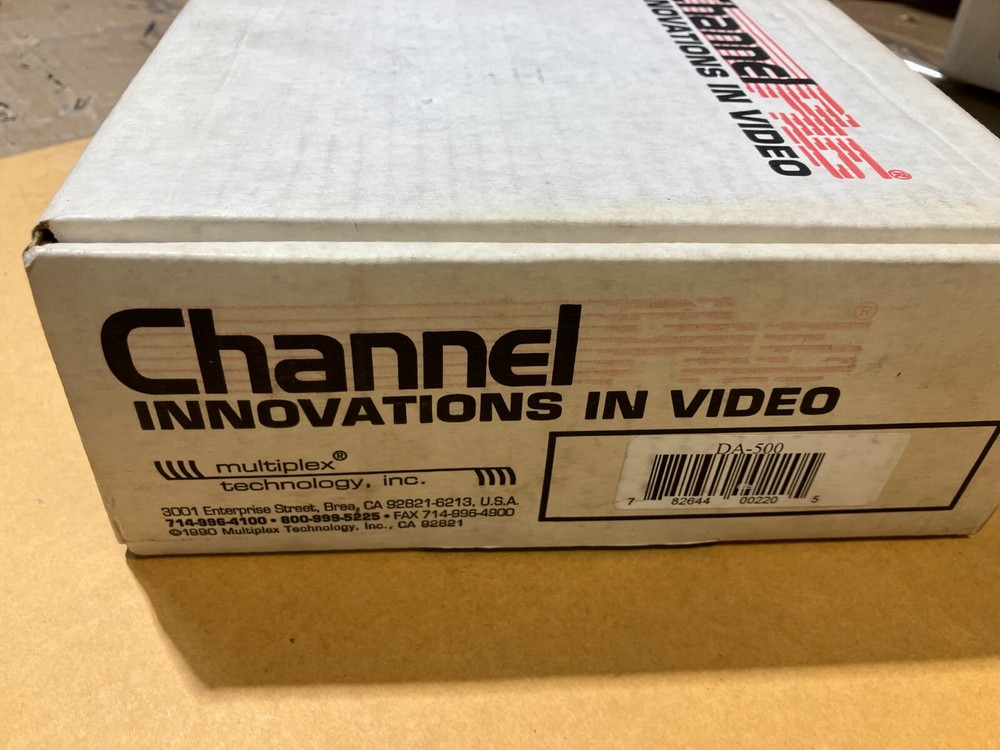 Channel Plus®
INNOVATIONS IN VIDEO
Channel Plus®
INNOVATIONS IN VIDEO
multiplex®
technology, inc.
3001 Enterprise Street, Brea, CA 92821-6213, U.S.A.
714-996-4100 • 800-999-5225 • FAX 714-996-4900
©1990 Multiplex Technology, Inc., CA 92821
DA-500
7 82644 00220 5